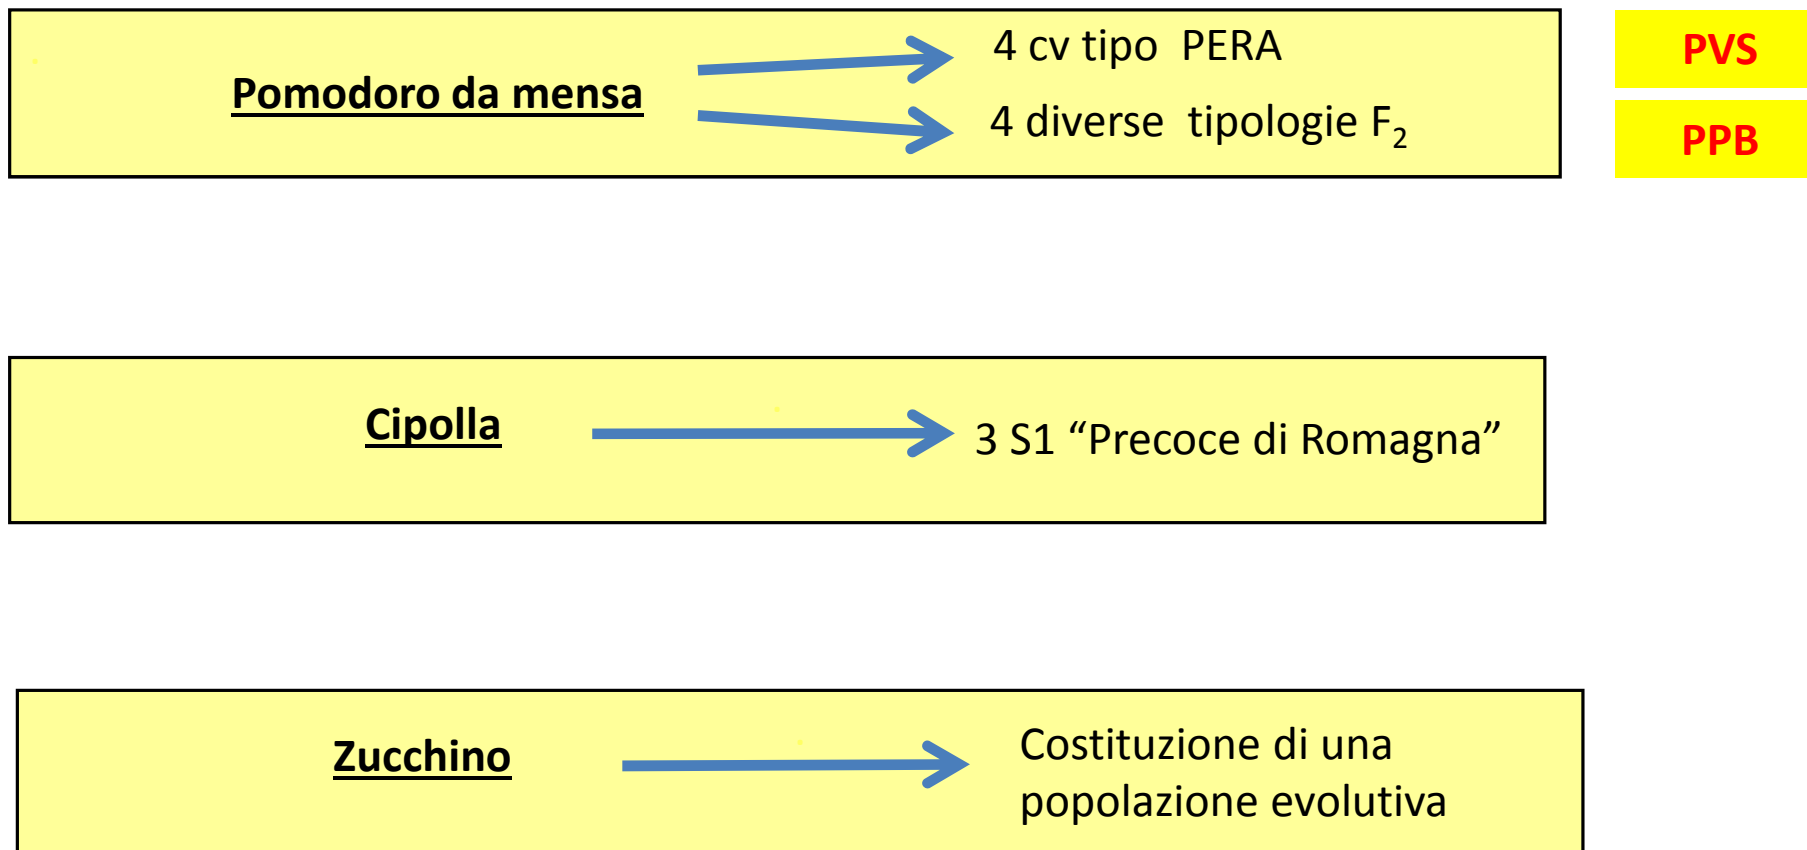 Pomodoro da mensa
4 cv tipo PERA
4 diverse tipologie F₂
PVS
PPB
Cipolla
3 S1 “Precoce di Romagna”
Zucchino
Costituzione di una
popolazione evolutiva